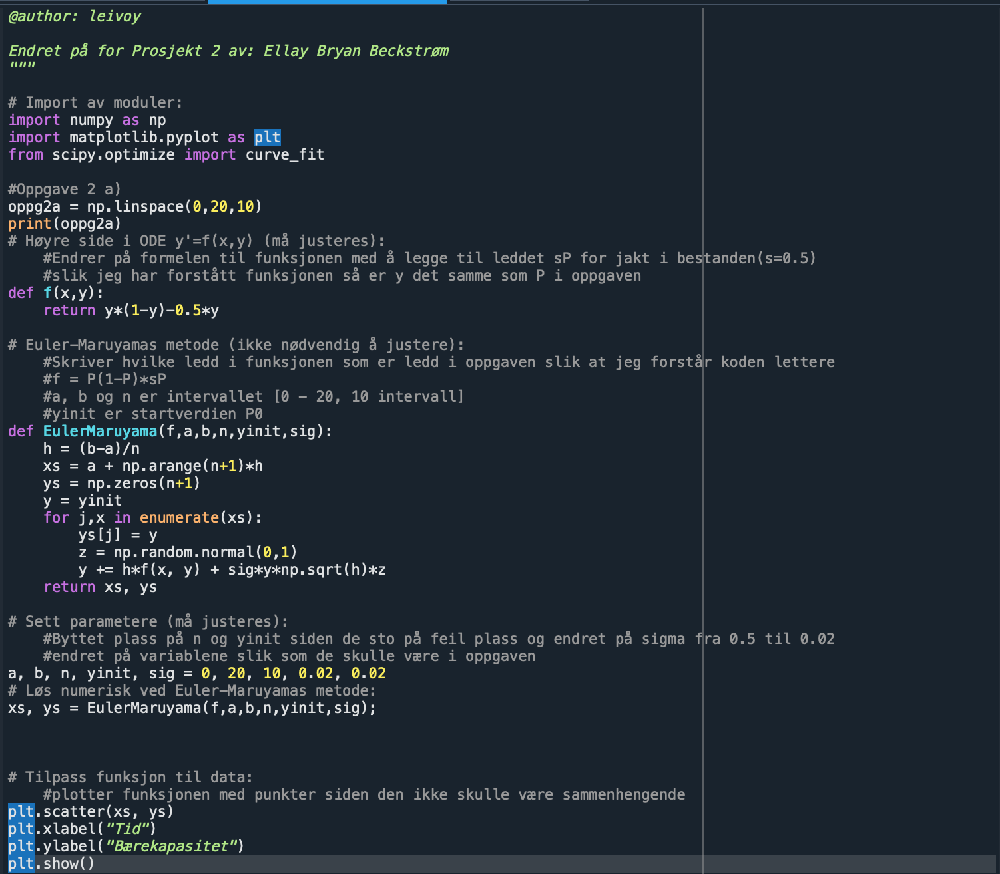 @author: leivoy
Endret på for Prosjekt 2 av: Ellay Bryan Beckstrøm
"""
# Import av moduler:
import numpy as np
import matplotlib.pyplot as plt
from scipy.optimize import curve_fit
#Oppgave 2 a)
oppg2a = np.linspace(0,20,10)
print(oppg2a)
# Høyre side i ODE y'=f(x,y) (må justeres):
    #Endrer på formelen til funksjonen med å legge til leddet sP for jakt i bestanden(s=0.5)
    #slik jeg har forstått funksjonen så er y det samme som P i oppgaven
def f(x,y):
    return y*(1-y)-0.5*y
# Euler-Maruyamas metode (ikke nødvendig å justere):
    #Skriver hvilke ledd i funksjonen som er ledd i oppgaven slik at jeg forstår koden lettere
    #f = P(1-P)*sP
    #a, b og n er intervallet [0 - 20, 10 intervall]
    #yinit er startverdien P0
def EulerMaruyama(f,a,b,n,yinit,sig):
    h = (b-a)/n
    xs = a + np.arange(n+1)*h
    ys = np.zeros(n+1)
    y = yinit
    for j,x in enumerate(xs):
        ys[j] = y
        z = np.random.normal(0,1)
        y += h*f(x, y) + sig*y*np.sqrt(h)*z
    return xs, ys
# Sett parametere (må justeres):
    #Byttet plass på n og yinit siden de sto på feil plass og endret på sigma fra 0.5 til 0.02
    #endret på variablene slik som de skulle være i oppgaven
a, b, n, yinit, sig = 0, 20, 10, 0.02, 0.02
# Løs numerisk ved Euler-Maruyamas metode:
xs, ys = EulerMaruyama(f,a,b,n,yinit,sig);
# Tilpass funksjon til data:
    #plotter funksjonen med punkter siden den ikke skulle være sammenhengende
plt.scatter(xs, ys)
plt.xlabel("Tid")
plt.ylabel("Bærekapasitet")
plt.show()